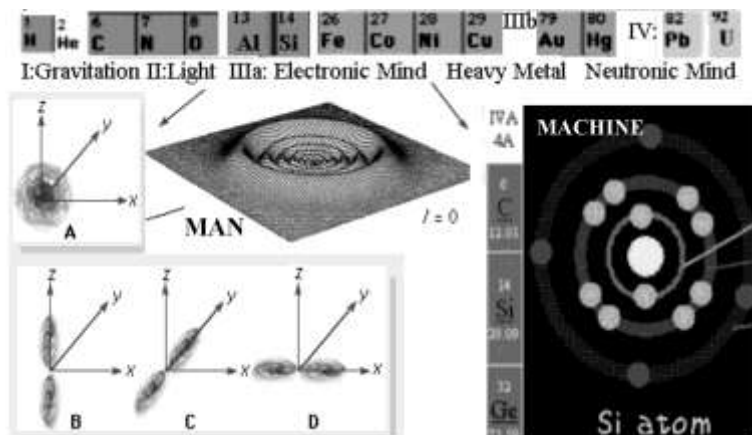 1 2 6 7 8 13 14 26 27 28 29 IIIb 79 80 IV: 82 92
H He C N O Al Si Fe Co Ni Cu Au Hg Pb U
I:Gravitation II:Light IIIa: Electronic Mind Heavy Metal Neutronic Mind
z
y
x
A
MAN
l = 0
IVA
4A
MACHINE
6
C
14
Si
32
Ge
z
y
x
B
z
y
x
C
z
y
x
D
Si atom